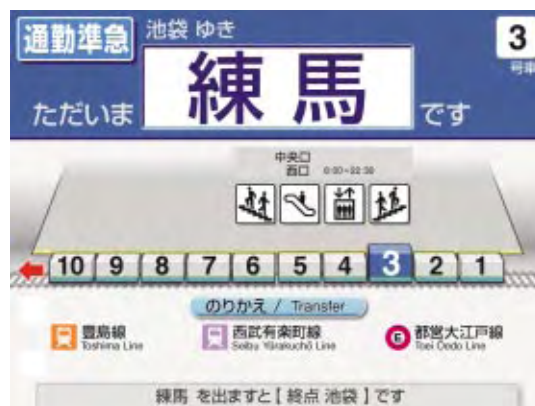 通勤準急
池袋 ゆき
3
号車
ただいま 練馬 です
中央口
西口
10 9 8 7 6 5 4 3 2 1
のりかえ / Transfer
豊島線
Toshima Line
西武有楽町線
Seibu Yūrakuchō Line
E
都営大江戸線
Toei Ōedo Line
練馬 を出ますと【 終点 池袋 】です